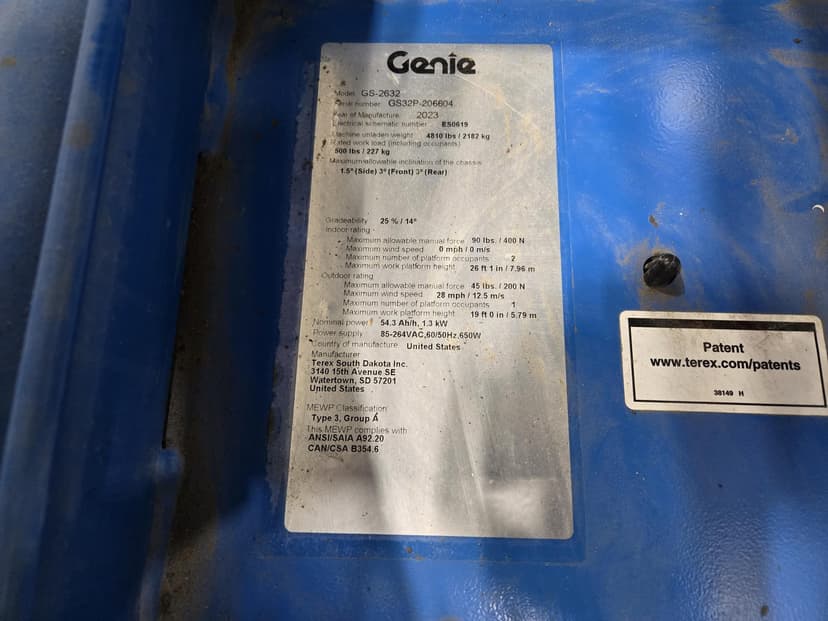 Genie
Model: GS-2632
Serial number: GS32P-206604
Year of Manufacture: 2023
Electrical schematic number: ES0619
Machine unladen weight: 4810 lbs / 2182 kg
Rated work load (including occupants):
500 lbs / 227 kg
Maximum allowable inclination of the chassis:
1.5º (Side) 3º (Front) 3º (Rear)
Gradeability: 25 % / 14º
Indoor rating
Maximum allowable manual force: 90 lbs. / 400 N
Maximum wind speed: 0 mph / 0 m/s
Maximum number of platform occupants: 2
Maximum work platform height: 26 ft 1 in / 7.96 m
Outdoor rating
Maximum allowable manual force: 45 lbs. / 200 N
Maximum wind speed: 28 mph / 12.5 m/s
Maximum number of platform occupants: 1
Maximum work platform height: 19 ft 0 in / 5.79 m
Nominal power: 54.3 Ah/h, 1.3 kW
Power supply: 85-264VAC,60/50Hz,650W
Country of manufacture: United States
Manufacturer:
Terex South Dakota Inc.
3140 15th Avenue SE
Watertown, SD 57201
United States
MEWP Classification:
Type 3, Group A
This MEWP complies with:
ANSI/SAIA A92.20
CAN/CSA B354.6
Patent
www.terex.com/patents
38149 H